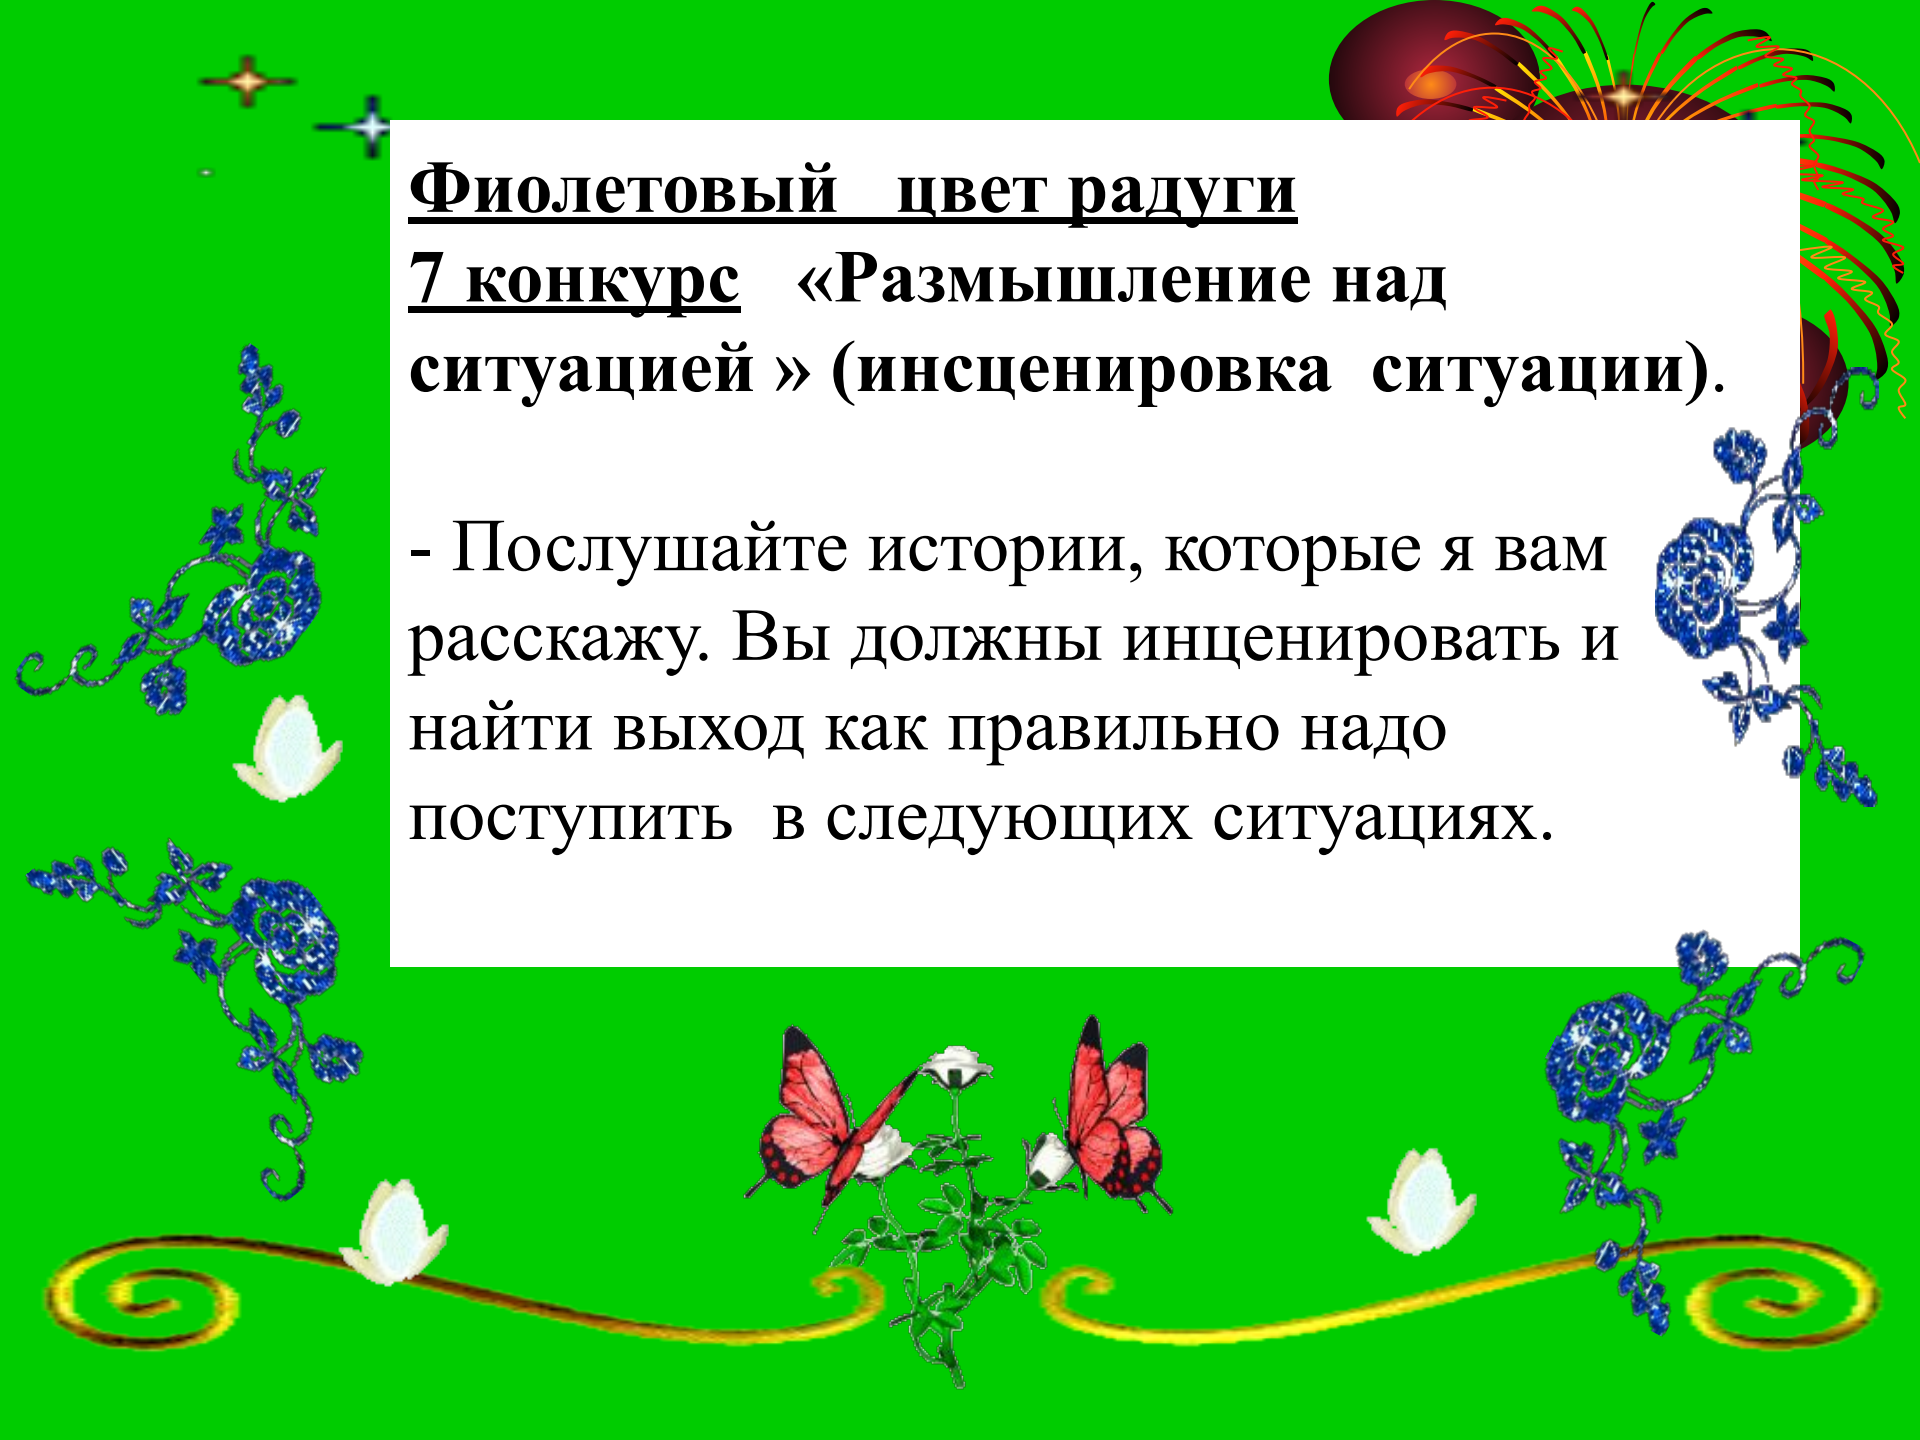 Фиолетовый цвет радуги
7 конкурс «Размышление над
ситуацией » (инсценировка ситуации).
- Послушайте истории, которые я вам
расскажу. Вы должны инценировать и
найти выход как правильно надо
поступить в следующих ситуациях.